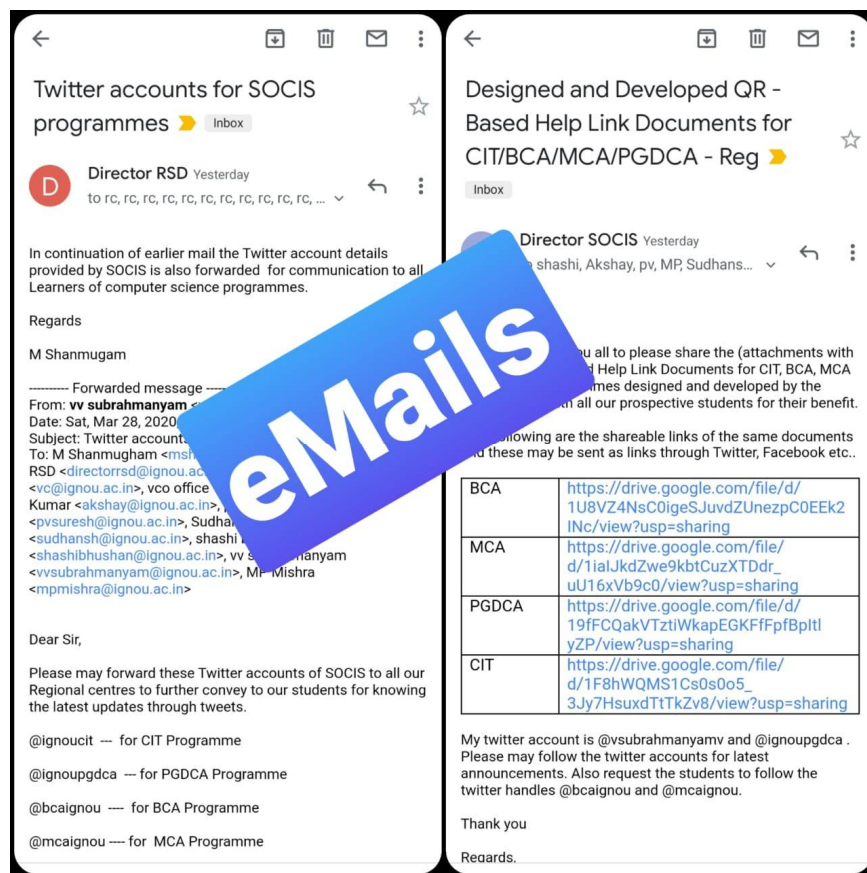 Twitter accounts for SOCIS
programmes Inbox
D
Director RSD Yesterday
to rc, rc, rc, rc, rc, rc, rc, rc, rc, rc, rc, ...
In continuation of earlier mail the Twitter account details
provided by SOCIS is also forwarded for communication to all
Learners of computer science programmes.
Regards
M Shanmugam
---------- Forwarded message ----
From: vv subrahmanyam <
Date: Sat, Mar 28, 2020
Subject: Twitter accounts
To: M Shanmugham <msh
RSD <directorrsd@ignou.ac
<vc@ignou.ac.in>, vco office
Kumar <akshay@ignou.ac.in>,
<pvsuresh@ignou.ac.in>, Sudha
<sudhansh@ignou.ac.in>, shashi
<shashibhushan@ignou.ac.in>, vv s manyam
<vvsubrahmanyam@ignou.ac.in>, MP Mishra
<mpmishra@ignou.ac.in>
Dear Sir,
Please may forward these Twitter accounts of SOCIS to all our
Regional centres to further convey to our students for knowing
the latest updates through tweets.
@ignoucit --- for CIT Programme
@ignoupgdca --- for PGDCA Programme
@bcaignou ---- for BCA Programme
@mcaignou ---- for MCA Programme
eMails
Designed and Developed QR -
Based Help Link Documents for
CIT/BCA/MCA/PGDCA - Reg
Inbox
Director SOCIS Yesterday
shashi, Akshay, pv, MP, Sudhans...
u all to please share the (attachments with
Help Link Documents for CIT, BCA, MCA
mes designed and developed by the
all our prospective students for their benefit.
ollowing are the shareable links of the same documents
these may be sent as links through Twitter, Facebook etc..
BCA https://drive.google.com/file/d/
1U8VZ4NsC0igeSJuvdZUnezpC0EEk2
INc/view?usp=sharing
MCA https://drive.google.com/file/
d/1ialJkdZwe9kbtCuzXTDdr_
uU16xVb9c0/view?usp=sharing
PGDCA https://drive.google.com/file/d/
19fFCQakVTztiWkapEGKFfFpfBpItl
yZP/view?usp=sharing
CIT https://drive.google.com/file/
d/1F8hWQMS1Cs0s0o5_
3Jy7HsuxdTtTkZv8/view?usp=sharing
My twitter account is @vsubrahmanyamv and @ignoupgdca .
Please may follow the twitter accounts for latest
announcements. Also request the students to follow the
twitter handles @bcaignou and @mcaignou.
Thank you
Regards,